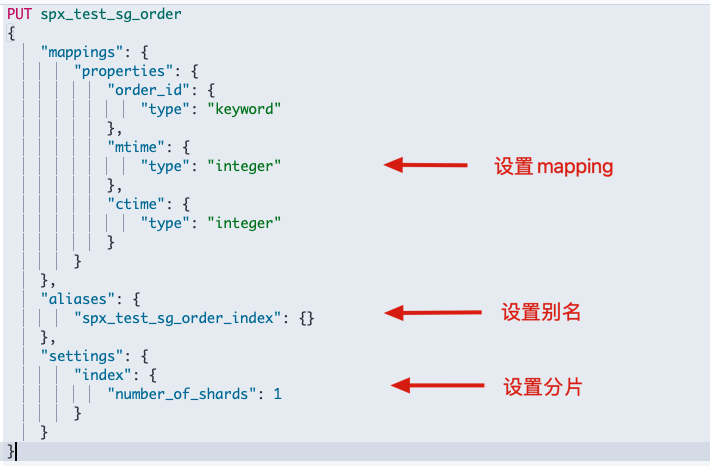 PUT spx_test_sg_order
{
"mappings": {
"properties": {
"order_id": {
"type": "keyword"
},
"mtime": {
"type": "integer"
设置 mapping
},
"ctime": {
"type": "integer"
}
}
},
"aliases": {
"spx_test_sg_order_index": {}
设置别名
},
"settings": {
"index": {
"number_of_shards": 1
设置分片
}
}
}